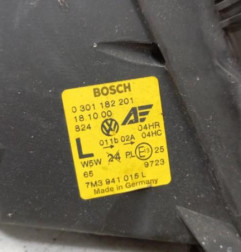 BOSCH
0 301 182 201
18.10.00
824 04HR
04HC
L 011b 02A
W5W 24 PL E 25
65 9723
7M3 941 015 L
Made in Germany